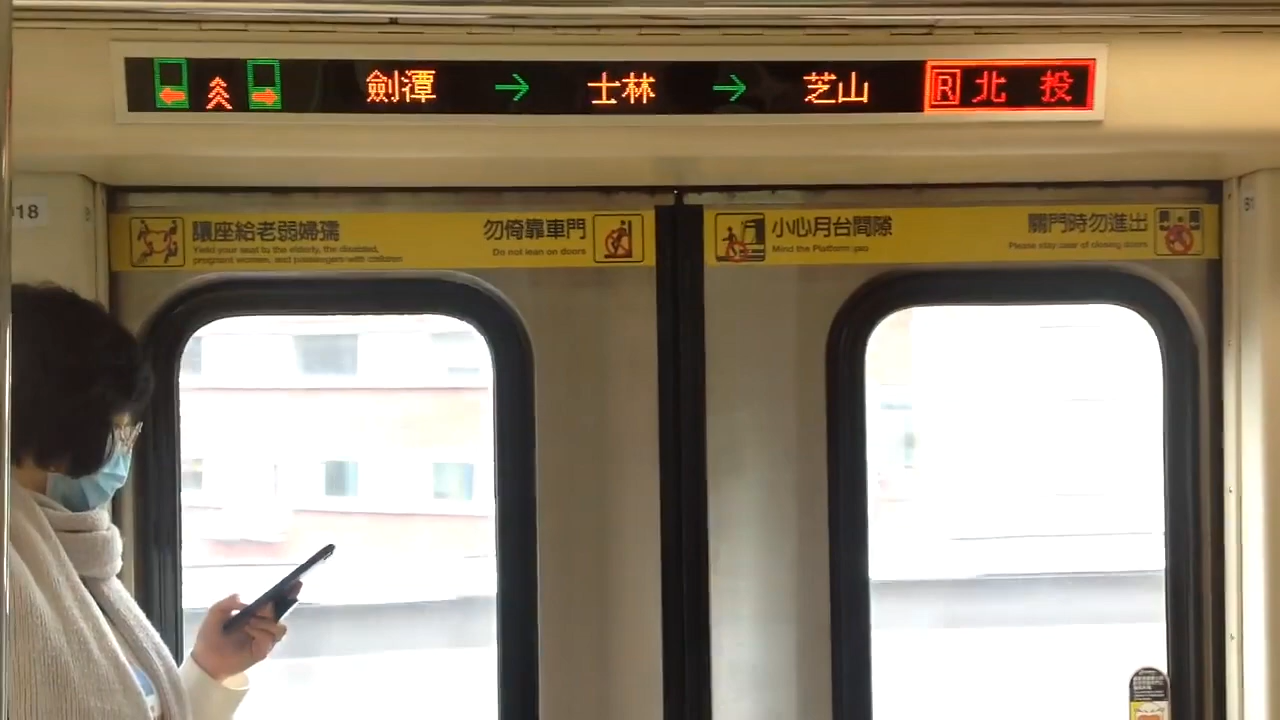 劍潭 → 士林 → 芝山 R 北投
018
讓座給老弱婦孺
Yield your seat to the elderly, the disabled,
pregnant women, and passengers with children
勿倚靠車門
Do not lean on doors
小心月台間隙
Mind the Platform gap
關門時勿進出
Please stay clear of closing doors